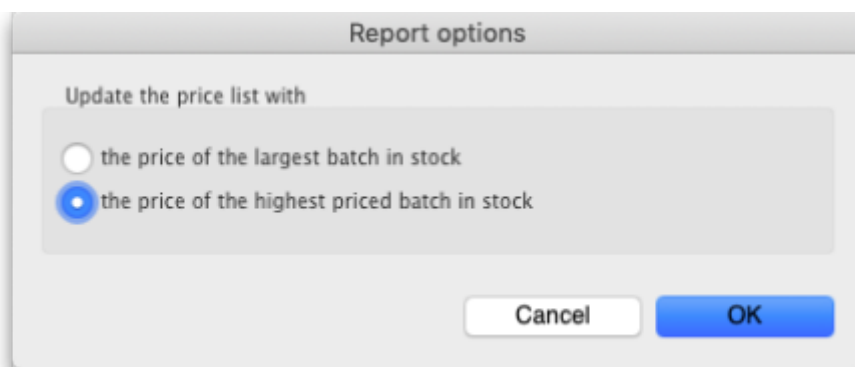 Report options
Update the price list with
the price of the largest batch in stock
the price of the highest priced batch in stock
Cancel OK